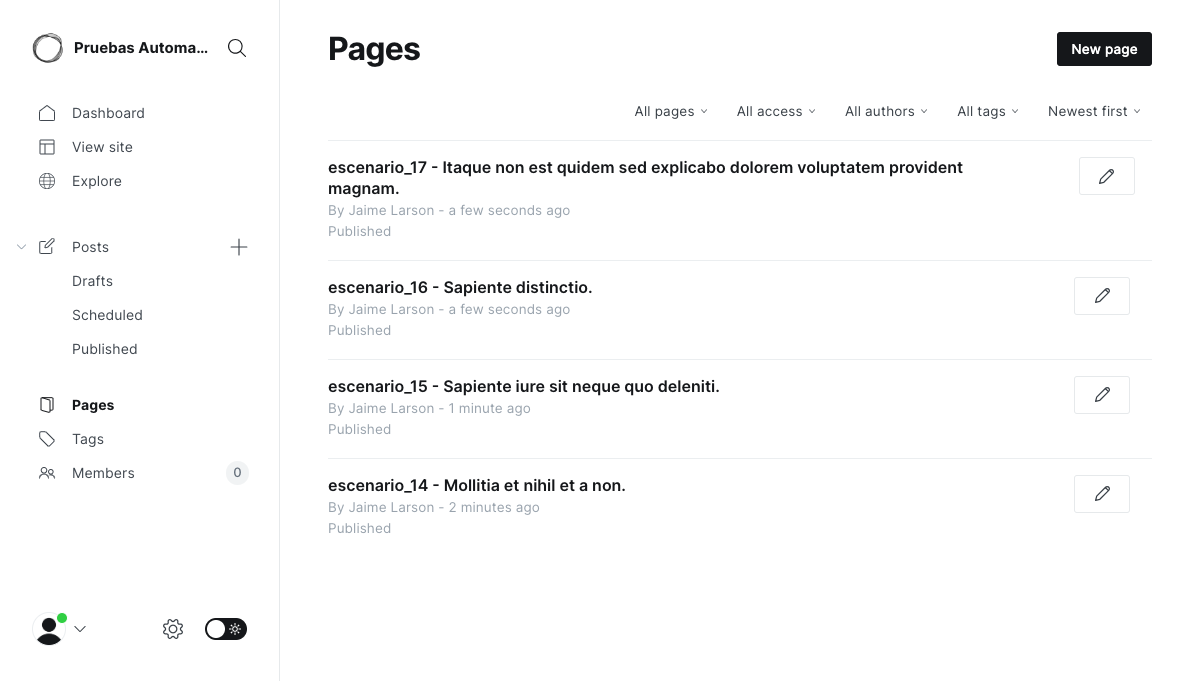 Pruebas Automa...
Dashboard
View site
Explore
Posts
Drafts
Scheduled
Published
Pages
Tags
Members
0
Pages
New page
All pages
All access
All authors
All tags
Newest first
escenario_17 - Itaque non est quidem sed explicabo dolorem voluptatem provident
magnam.
By Jaime Larson - a few seconds ago
Published
escenario_16 - Sapiente distinctio.
By Jaime Larson - a few seconds ago
Published
escenario_15 - Sapiente iure sit neque quo deleniti.
By Jaime Larson - 1 minute ago
Published
escenario_14 - Mollitia et nihil et a non.
By Jaime Larson - 2 minutes ago
Published